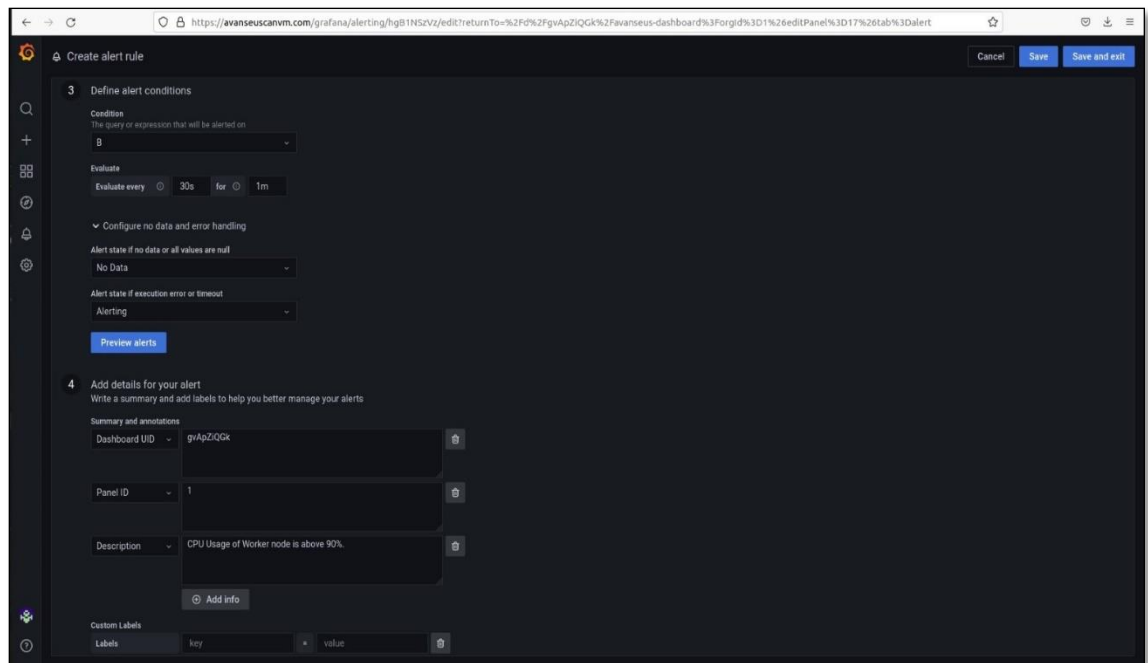 https://avanseuscanvm.com/grafana/alerting/hgB1NSzVz/edit?returnTo=%2Fd%2FgvApZiQGk%2Favanseus-dashboard%3ForgId%3D1%26editPanel%3D17%26tab%3Dalert
Create alert rule
Cancel
Save
Save and exit
3 Define alert conditions
Condition
The query or expression that will be alerted on
B
Evaluate
Evaluate every 30s for 1m
Configure no data and error handling
Alert state if no data or all values are null
No Data
Alert state if execution error or timeout
Alerting
Preview alerts
4 Add details for your alert
Write a summary and add labels to help you better manage your alerts
Summary and annotations
Dashboard UID gvApZiQGk
Panel ID 1
Description CPU Usage of Worker node is above 90%.
Add info
Custom Labels
Labels key = value